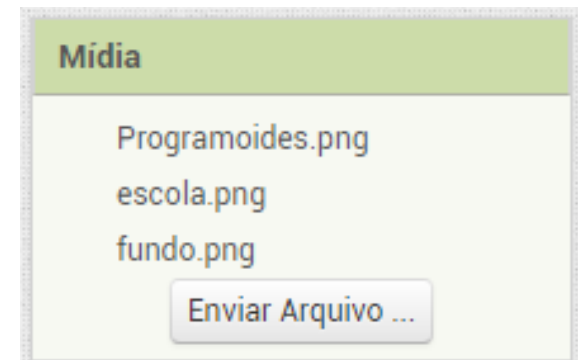 Mídia
Programoides.png
escola.png
fundo.png
Enviar Arquivo ...